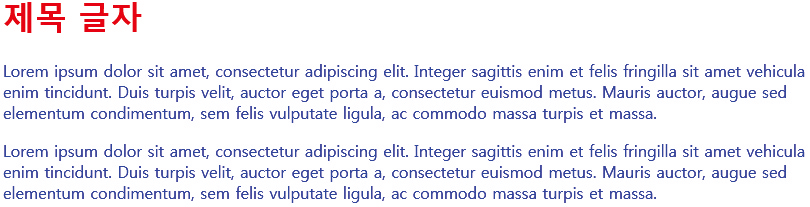 제목 글자
Lorem ipsum dolor sit amet, consectetur adipiscing elit. Integer sagittis enim et felis fringilla sit amet vehicula
enim tincidunt. Duis turpis velit, auctor eget porta a, consectetur euismod metus. Mauris auctor, augue sed
elementum condimentum, sem felis vulputate ligula, ac commodo massa turpis et massa.
Lorem ipsum dolor sit amet, consectetur adipiscing elit. Integer sagittis enim et felis fringilla sit amet vehicula
enim tincidunt. Duis turpis velit, auctor eget porta a, consectetur euismod metus. Mauris auctor, augue sed
elementum condimentum, sem felis vulputate ligula, ac commodo massa turpis et massa.